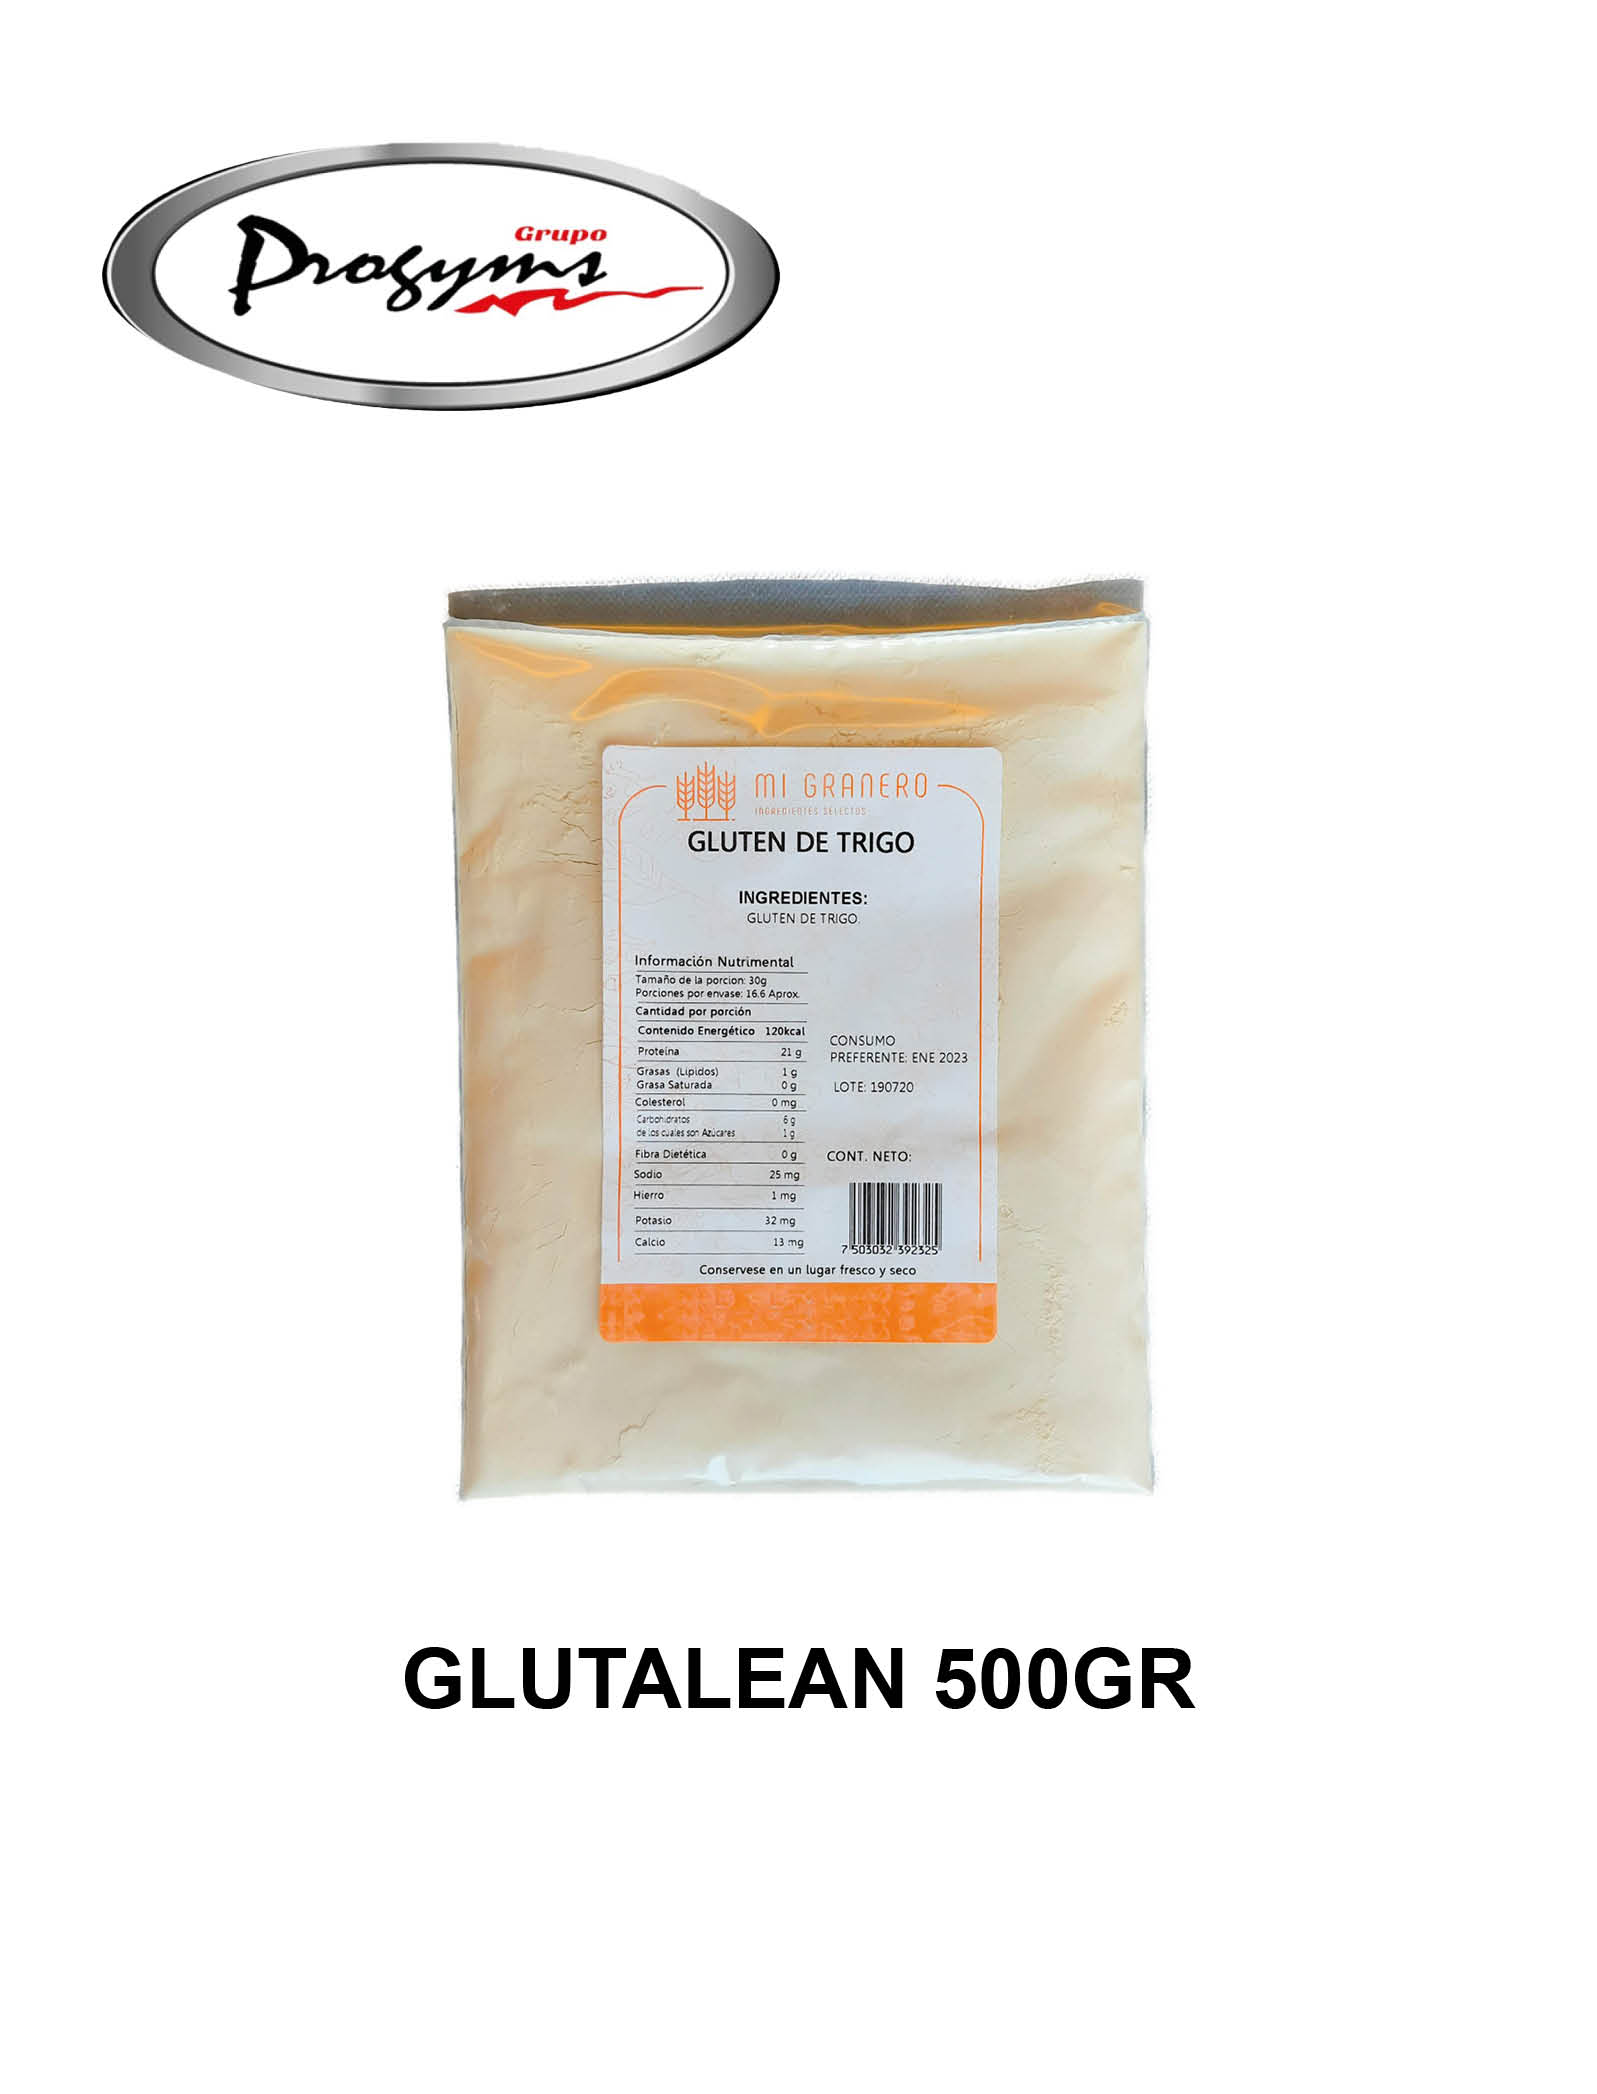 Grupo
Progyms
MI GRANERO
INGREDIENTES SELECTOS
GLUTEN DE TRIGO
INGREDIENTES:
GLUTEN DE TRIGO.
Información Nutrimental
Tamaño de la porcion: 30g
Porciones por envase: 16.6 Aprox.
Cantidad por porción
Contenido Energético 120kcal
Proteína 21 g
Grasas (Lípidos) 1 g
Grasa Saturada 0 g
Colesterol 0 mg
Carbohidratos 6 g
de los cuales son Azúcares 1 g
Fibra Dietética 0 g
Sodio 25 mg
Hierro 1 mg
Potasio 32 mg
Calcio 13 mg
CONSUMO
PREFERENTE: ENE 2023
LOTE: 190720
CONT. NETO:
7 503032 392325
Conservese en un lugar fresco y seco
GLUTALEAN 500GR